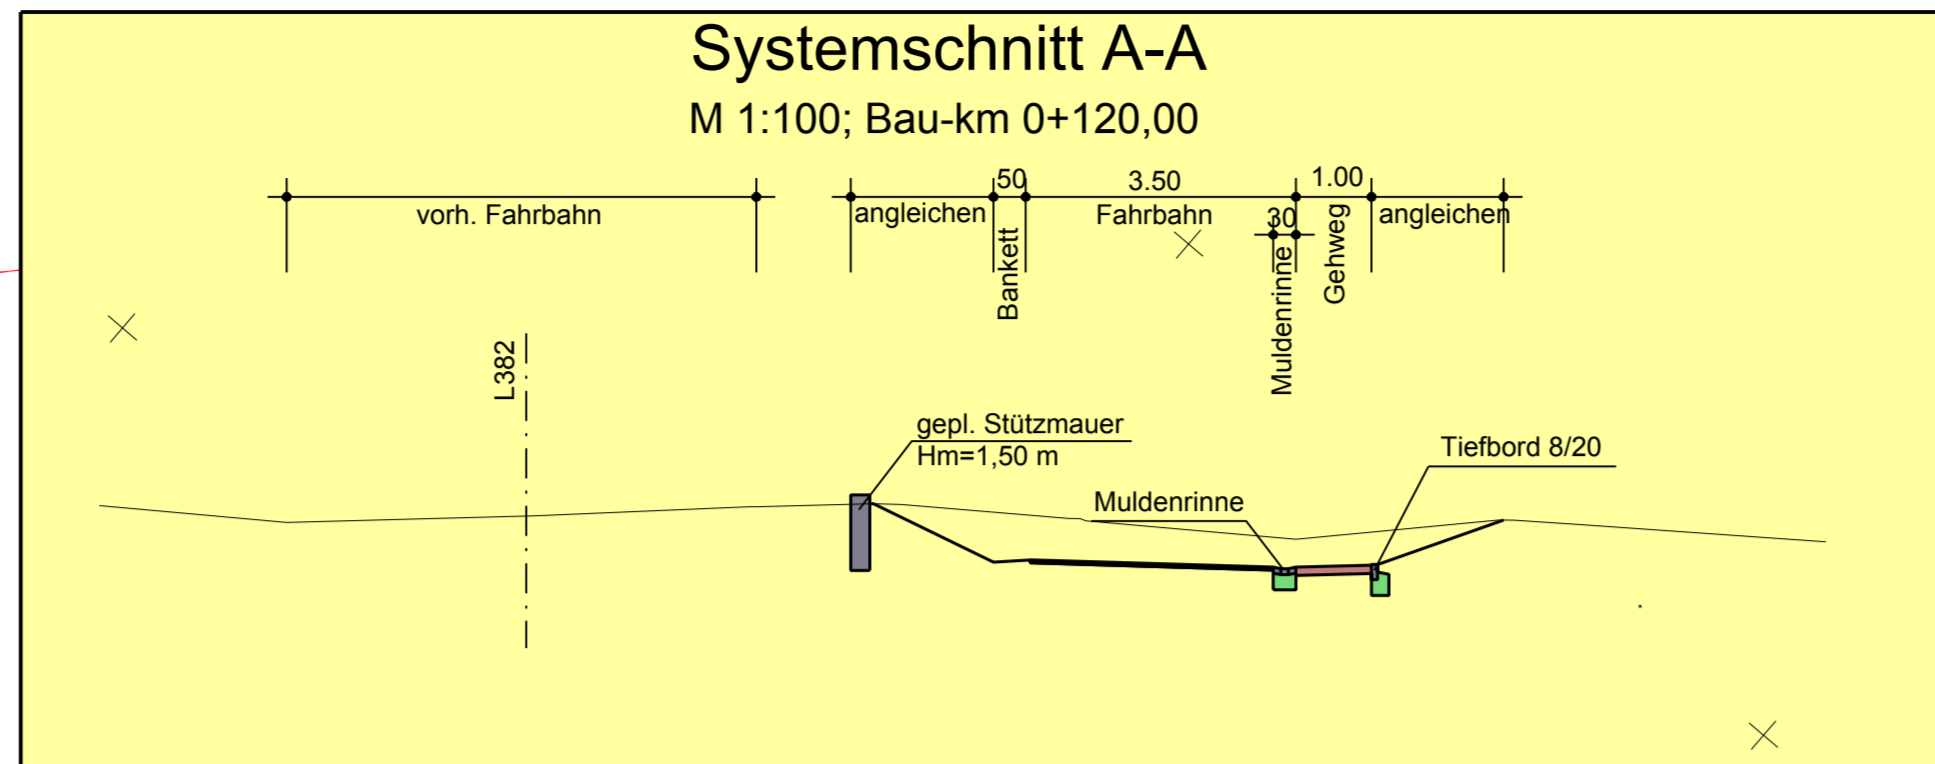 Systemschnitt A-A
M 1:100; Bau-km 0+120,00
50
3.50
1.00
vorh. Fahrbahn
angleichen
Fahrbahn
30
angleichen
Bankett
Muldenrinne
Gehweg
L382
gepl. Stützmauer
Hm=1,50 m
Tiefbord 8/20
Muldenrinne